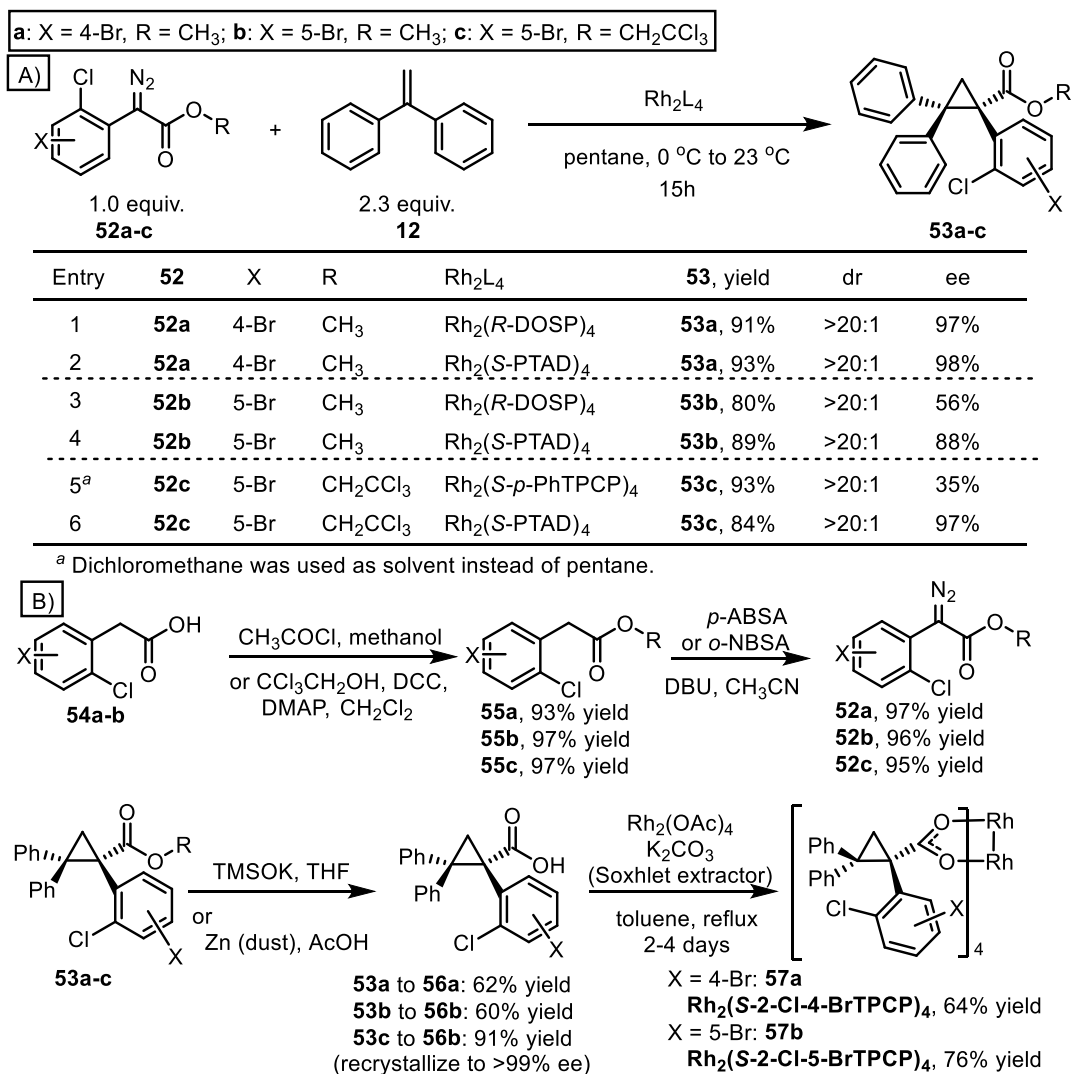 a: X = 4-Br, R = CH₃; b: X = 5-Br, R = CH₃; c: X = 5-Br, R = CH₂CCl₃
A)
Cl N₂ O R O X
1.0 equiv.
52a-c
+
2.3 equiv.
12
Rh₂L₄
pentane, 0 °C to 23 °C
15h
O O R Cl X
53a-c
Entry 52 X R Rh₂L₄ 53, yield dr ee
1 52a 4-Br CH₃ Rh₂(R-DOSP)₄ 53a, 91% >20:1 97%
2 52a 4-Br CH₃ Rh₂(S-PTAD)₄ 53a, 93% >20:1 98%
3 52b 5-Br CH₃ Rh₂(R-DOSP)₄ 53b, 80% >20:1 56%
4 52b 5-Br CH₃ Rh₂(S-PTAD)₄ 53b, 89% >20:1 88%
5ᵃ 52c 5-Br CH₂CCl₃ Rh₂(S-p-PhTPCP)₄ 53c, 93% >20:1 35%
6 52c 5-Br CH₂CCl₃ Rh₂(S-PTAD)₄ 53c, 84% >20:1 97%
ᵃ Dichloromethane was used as solvent instead of pentane.
B)
X OH O Cl
54a-b
CH₃COCl, methanol
or CCl₃CH₂OH, DCC,
DMAP, CH₂Cl₂
X O R O Cl
55a, 93% yield
55b, 97% yield
55c, 97% yield
p-ABSA
or o-NBSA
DBU, CH₃CN
N₂ O R X O Cl
52a, 97% yield
52b, 96% yield
52c, 95% yield
O R O Ph Ph Cl X
53a-c
TMSOK, THF
or
Zn (dust), AcOH
O OH Ph Ph Cl X
53a to 56a: 62% yield
53b to 56b: 60% yield
53c to 56b: 91% yield
(recrystallize to >99% ee)
Rh₂(OAc)₄
K₂CO₃
(Soxhlet extractor)
toluene, reflux
2-4 days
O Rh O Rh Ph Ph Cl X 4
X = 4-Br: 57a
Rh₂(S-2-Cl-4-BrTPCP)₄, 64% yield
X = 5-Br: 57b
Rh₂(S-2-Cl-5-BrTPCP)₄, 76% yield